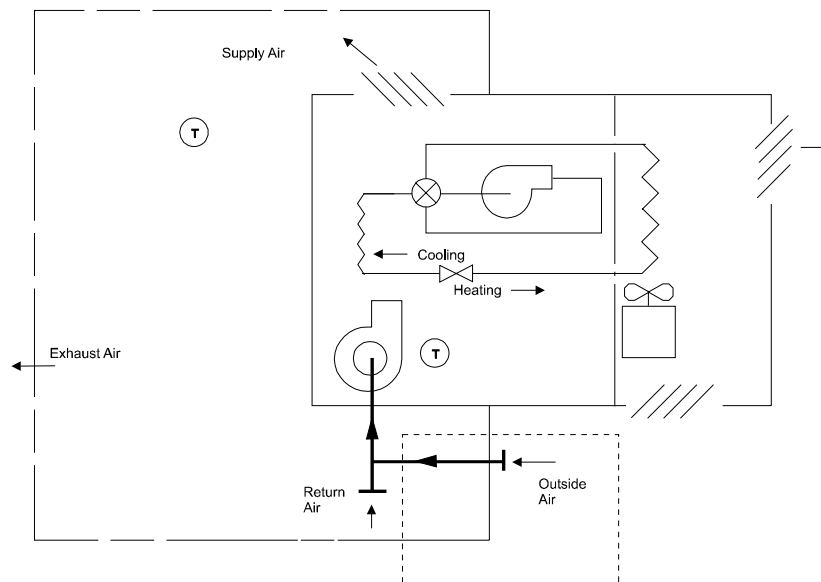 Supply Air
T
Cooling
Heating
Exhaust Air
T
Return
Air
Outside
Air